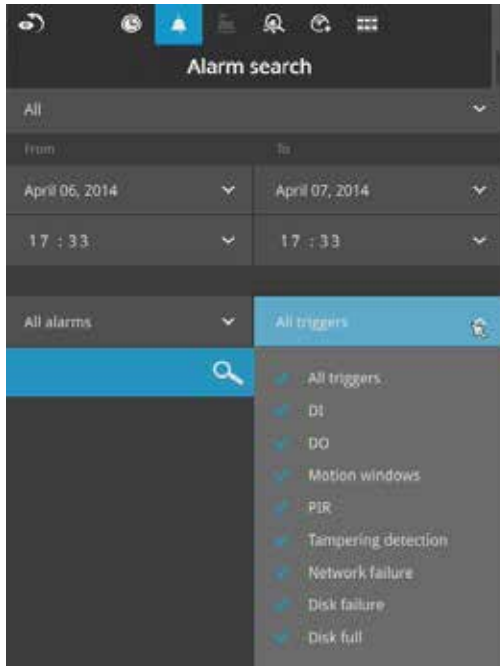 Alarm search
All
From To
April 06, 2014 April 07, 2014
17 : 33 17 : 33
All alarms All triggers
All triggers
DI
DO
Motion windows
PIR
Tampering detection
Network failure
Disk failure
Disk full